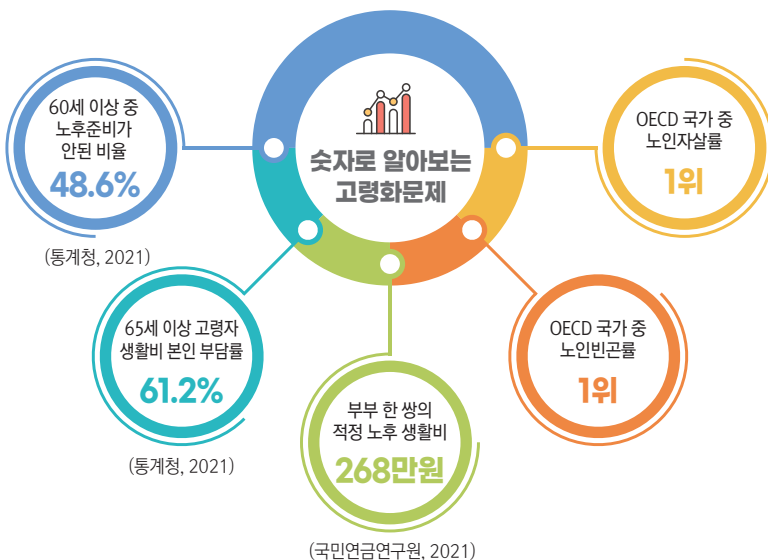 숫자로 알아보는
고령화문제
60세 이상 중
노후준비가
안된 비율
48.6%
(통계청, 2021)
65세 이상 고령자
생활비 본인 부담률
61.2%
(통계청, 2021)
부부 한 쌍의
적정 노후 생활비
268만원
(국민연금연구원, 2021)
OECD 국가 중
노인빈곤률
1위
OECD 국가 중
노인자살률
1위